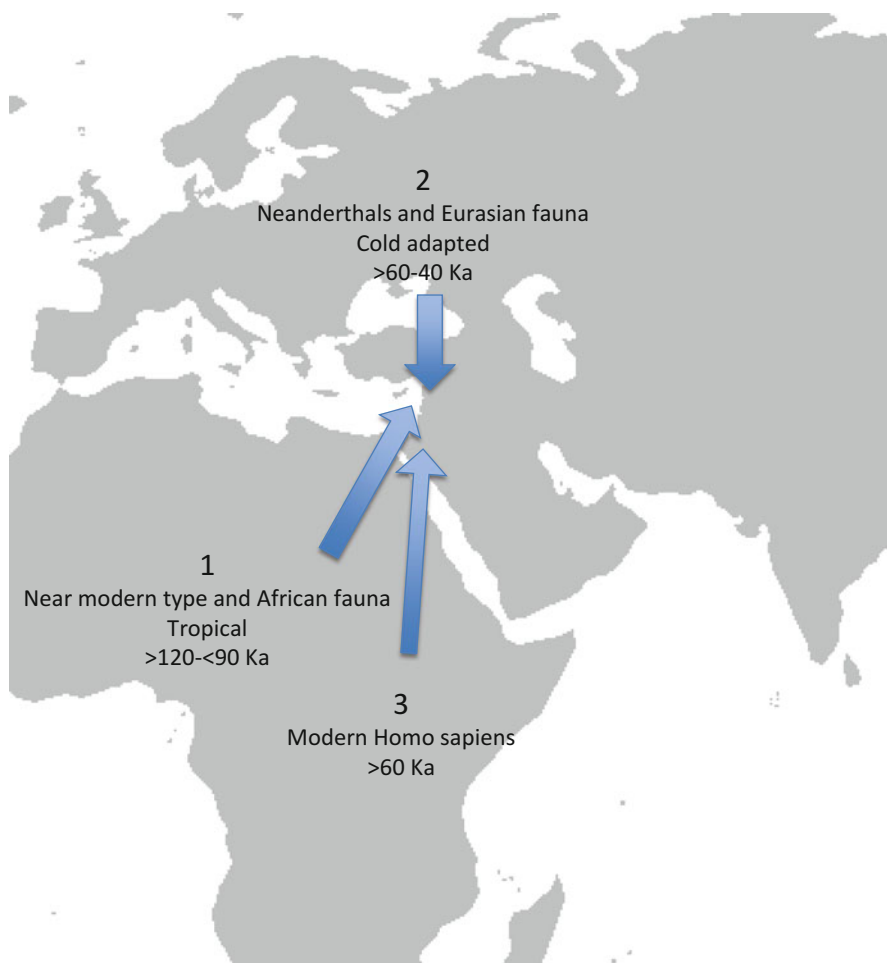 2
Neanderthals and Eurasian fauna
Cold adapted
>60-40 Ka
1
Near modern type and African fauna
Tropical
>120-<90 Ka
3
Modern Homo sapiens
>60 Ka